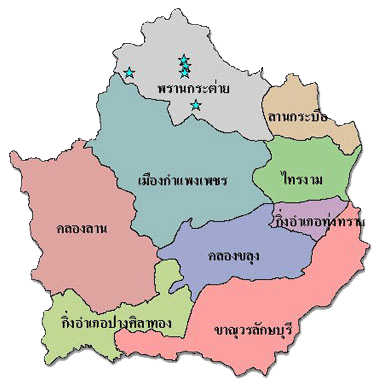 พรานกระต่าย
ลานกระบือ
เมืองกำแพงเพชร
ไทรงาม
กิ่งอำเภอทุ่งทราย
คลองลาน
คลองขลุง
กิ่งอำเภอปางศิลาทอง
ขาณุวรลักษบุรี